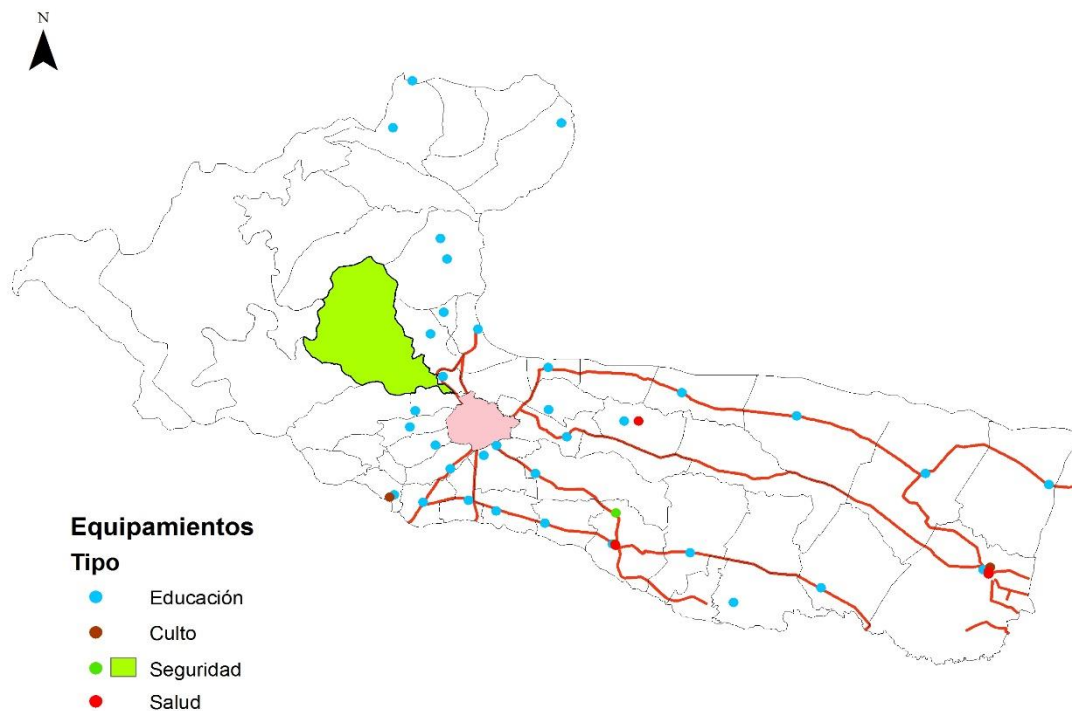 N
Equipamientos
Tipo
Educación
Culto
Seguridad
Salud